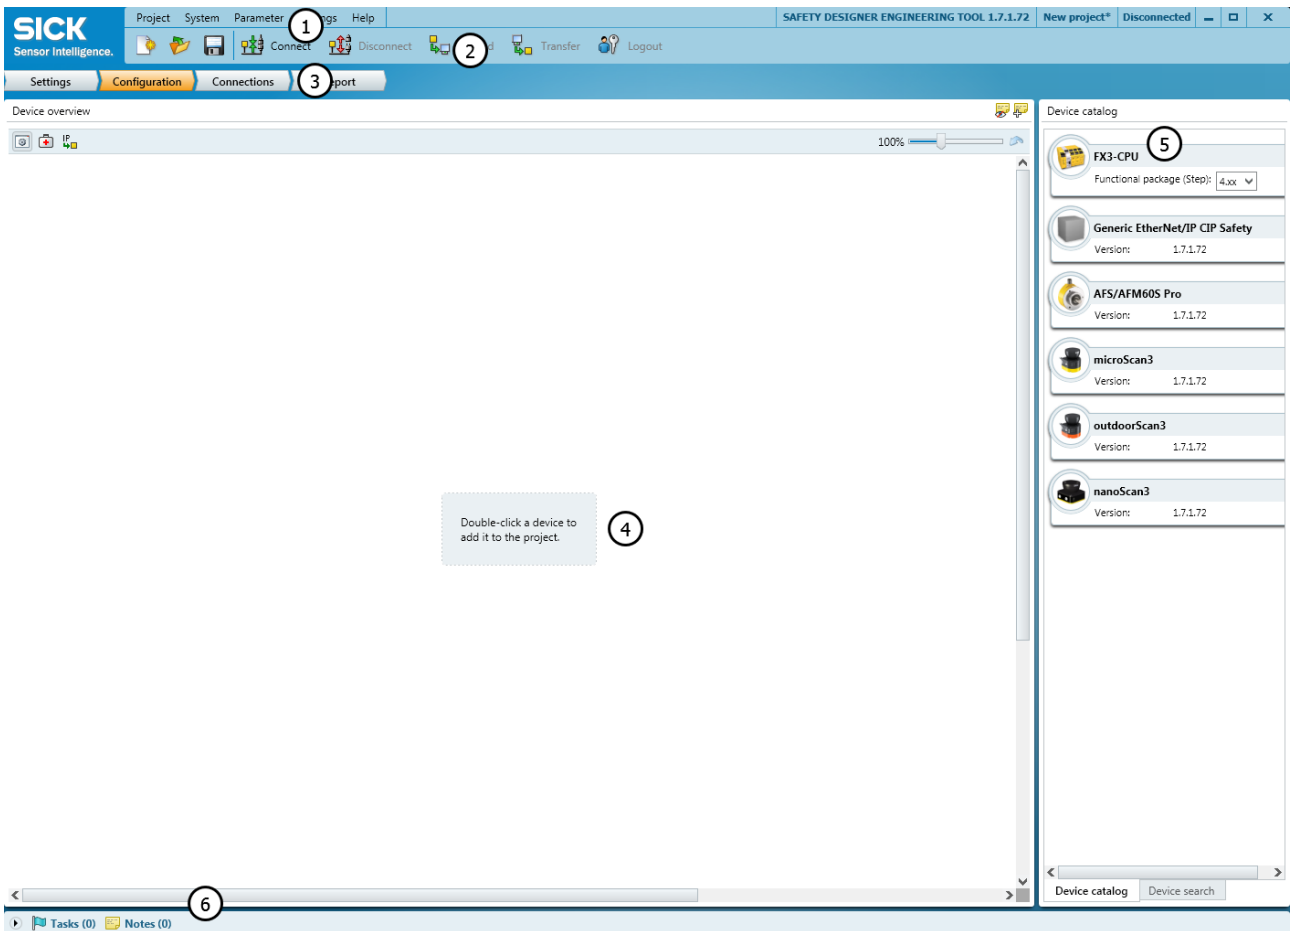 SICK
Sensor Intelligence.
Project System Parameter 1 Help
SAFETY DESIGNER ENGINEERING TOOL 1.7.1.72 New project* Disconnected
Connect Disconnect 2 Transfer Logout
Settings Configuration Connections 3
Device overview
Device catalog
IP
100%
FX3-CPU 5
Functional package (Step): 4.xx
Generic EtherNet/IP CIP Safety
Version: 1.7.1.72
AFS/AFM60S Pro
Version: 1.7.1.72
microScan3
Version: 1.7.1.72
outdoorScan3
Version: 1.7.1.72
nanoScan3
Version: 1.7.1.72
Double-click a device to
add it to the project.
4
Device catalog Device search
6
Tasks (0) Notes (0)